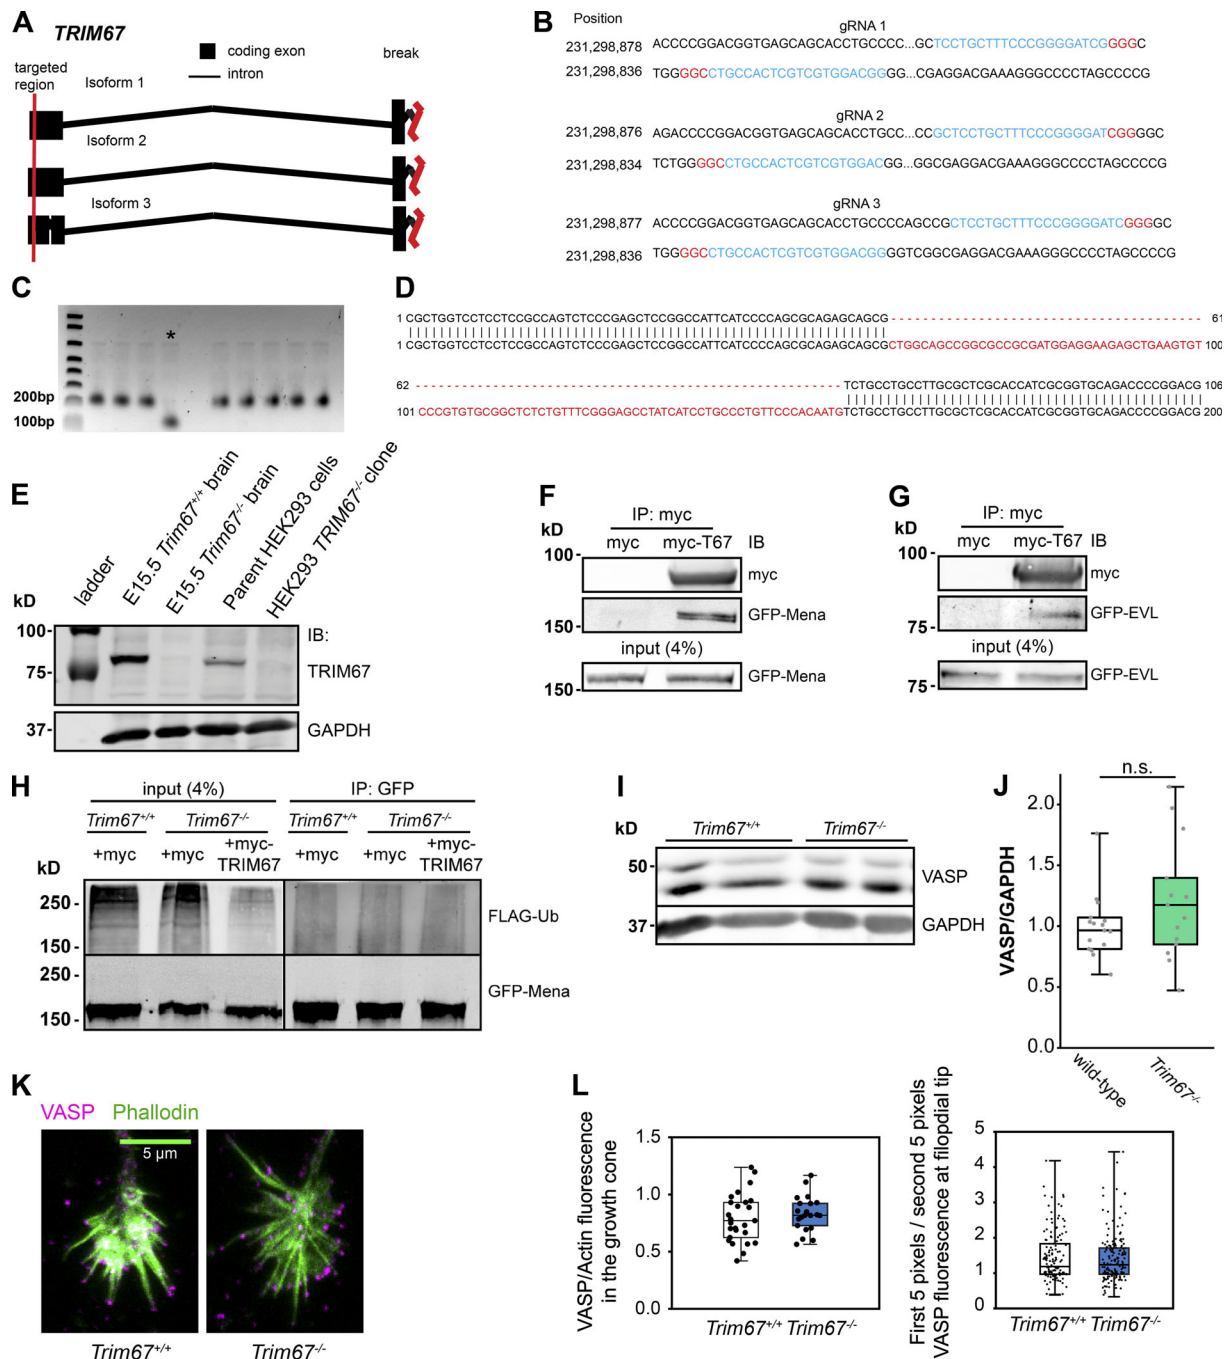 A
TRIM67
coding exon
intron
break
targeted
region
Isoform 1
Isoform 2
Isoform 3
B
Position
gRNA 1
231,298,878 ACCCCGGACGGTGAGCAGCACCTGCCCC...GCTCCTGCTTTCCCGGGGATCGGGGC
231,298,836 TGGGGCCTGCCACTCGTCGTGGACGGGG...CGAGGACGAAAGGGCCCCTAGCCCCG
gRNA 2
231,298,876 AGACCCCGGACGGTGAGCAGCACCTGCC...CCGCTCCTGCTTTCCCGGGGATCGGGGC
231,298,834 TCTGGGGCCTGCCACTCGTCGTGGACGG...GGCGAGGACGAAAGGGCCCCTAGCCCCG
gRNA 3
231,298,877 ACCCCGGACGGTGAGCAGCACCTGCCCCAGCCGCTCCTGCTTTCCCGGGGATCGGGGC
231,298,836 TGGGGCCTGCCACTCGTCGTGGACGGGGTCGGCGAGGACGAAAGGGCCCCTAGCCCCG
C
*
200bp
100bp
D
1 CGCTGGTCCTCCTCCGCCAGTCTCCCGAGCTCCGGCCATTCATCCCCAGCGCAGAGCAGCG 61
1 CGCTGGTCCTCCTCCGCCAGTCTCCCGAGCTCCGGCCATTCATCCCCAGCGCAGAGCAGCGCTGGCAGCCGGCGCCGCGATGGAGGAAGAGCTGAAGTGT 100
62 TCTGCCTGCCTTGCGCTCGCACCATCGCGGTGCAGACCCCGGACG 106
101 CCCGTGTGCGGCTCTCTGTTTCGGGAGCCTATCATCCTGCCCTGTTCCCACAATGTCTGCCTGCCTTGCGCTCGCACCATCGCGGTGCAGACCCCGGACG 200
E
ladder
E15.5 Trim67+/+ brain
E15.5 Trim67-/- brain
Parent HEK293 cells
HEK293 TRIM67-/- clone
kD
100
75
37
IB:
TRIM67
GAPDH
F
kD
IP: myc
myc myc-T67 IB
100
myc
GFP-Mena
150
input (4%)
GFP-Mena
150
G
kD
IP: myc
myc myc-T67 IB
100
myc
GFP-EVL
75
input (4%)
GFP-EVL
75
H
input (4%) IP: GFP
Trim67+/+ Trim67-/- Trim67+/+ Trim67-/-
+myc +myc +myc-TRIM67 +myc +myc +myc-TRIM67
kD
250
150
FLAG-Ub
250
150
GFP-Mena
I
kD
Trim67+/+ Trim67-/-
50
VASP
37
GAPDH
J
n.s.
VASP/GAPDH
2.0
1.5
1.0
0.5
0.0
wild-type
Trim67-/-
K
VASP Phallodin
5 µm
Trim67+/+ Trim67-/-
L
VASP/Actin fluorescence
in the growth cone
1.5
1.0
0.5
0.0
Trim67+/+ Trim67-/-
First 5 pixels / second 5 pixels
VASP fluorescence at filopdial tip
5
4
3
2
1
0
Trim67+/+ Trim67-/-